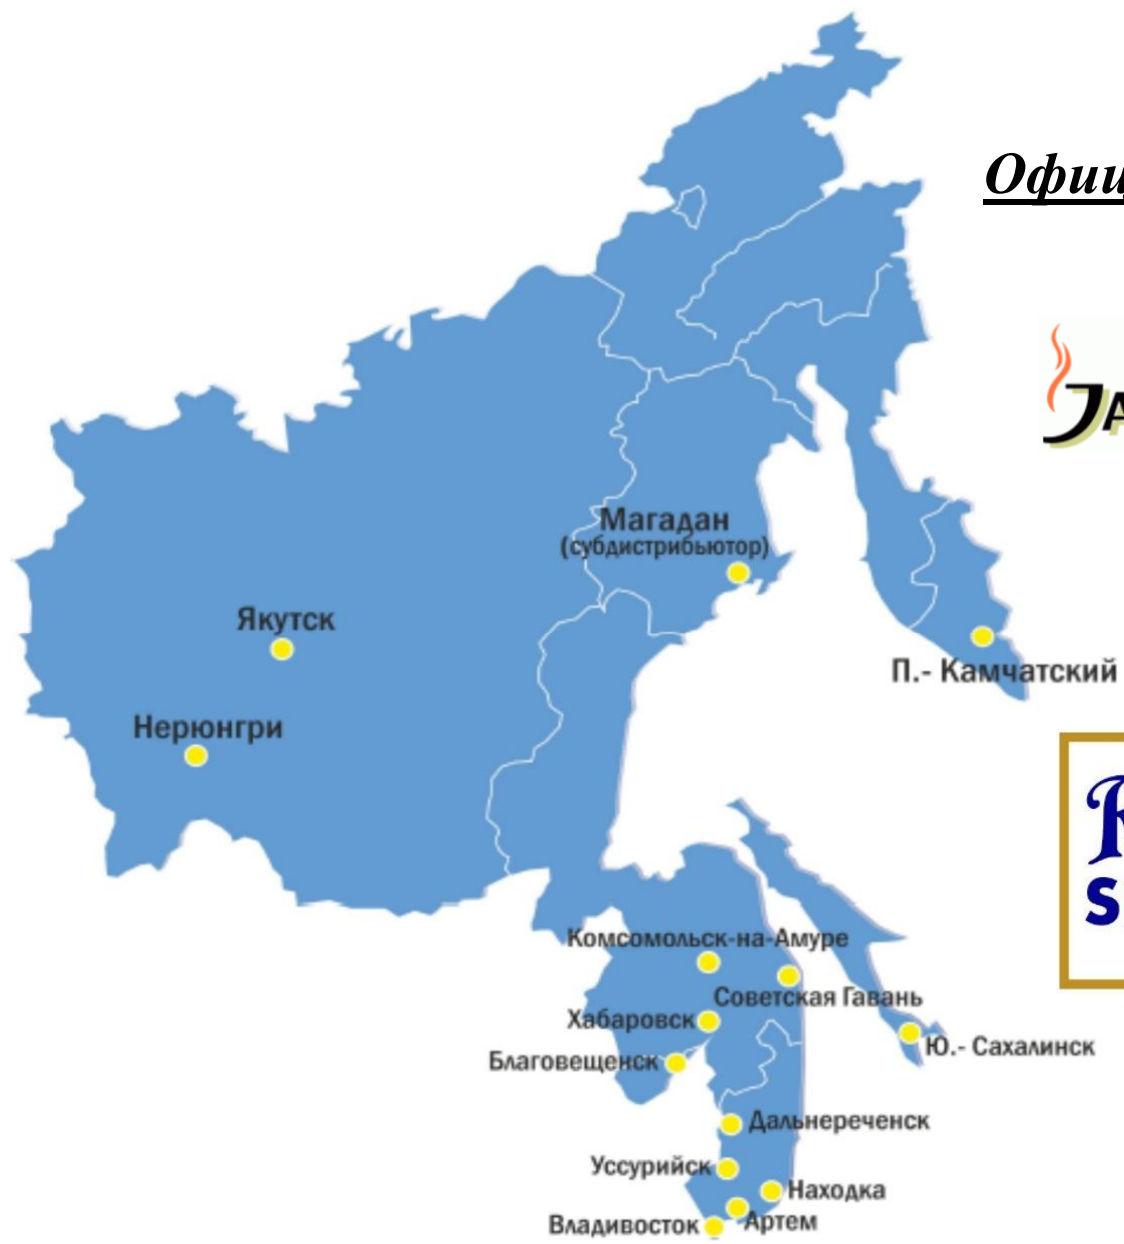 Офиц
JA
Магадан
(субдистрибьютор)
Якутск
П.- Камчатский
Нерюнгри
S
Комсомольск-на-Амуре
Советская Гавань
Хабаровск
Ю.- Сахалинск
Благовещенск
Дальнереченск
Уссурийск
Находка
Артем
Владивосток